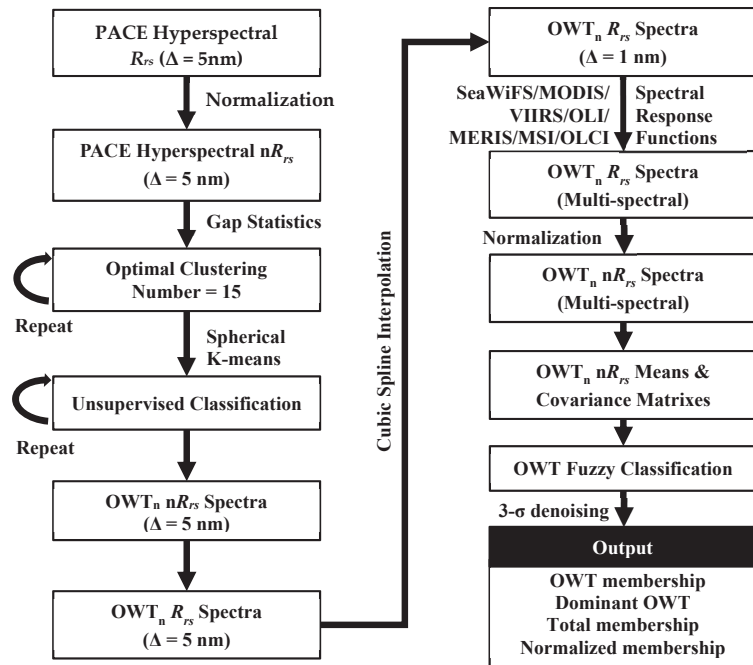 PACE Hyperspectral
Rrs (Δ = 5nm)
Normalization
PACE Hyperspectral nRrs
(Δ = 5 nm)
Gap Statistics
Optimal Clustering
Number = 15
Repeat
Spherical
K-means
Unsupervised Classification
Repeat
OWTn nRrs Spectra
(Δ = 5 nm)
OWTn Rrs Spectra
(Δ = 5 nm)
Cubic Spline Interpolation
OWTn Rrs Spectra
(Δ = 1 nm)
SeaWiFS/MODIS/
VIIRS/OLI/
MERIS/MSI/OLCI
Spectral
Response
Functions
OWTn Rrs Spectra
(Multi-spectral)
Normalization
OWTn nRrs Spectra
(Multi-spectral)
OWTn nRrs Means &
Covariance Matrixes
OWT Fuzzy Classification
3-σ denoising
Output
OWT membership
Dominant OWT
Total membership
Normalized membership